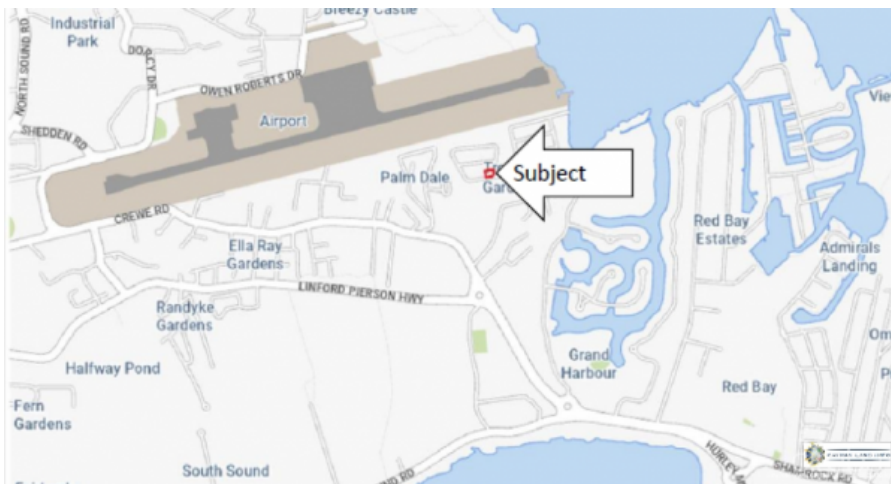 Breezy Castle
Industrial
Park
NORTH SOUND RD
OWEN ROBERTS DR
SHEDDEN RD
Airport
Subject
Palm Dale
CREWE RD
Ella Ray
Gardens
Red Bay
Estates
Admirals
Landing
LINFORD PIERSON HWY
Randyke
Gardens
Halfway Pond
Grand
Harbour
Red Bay
Fern
Gardens
South Sound
SHAMROCK RD